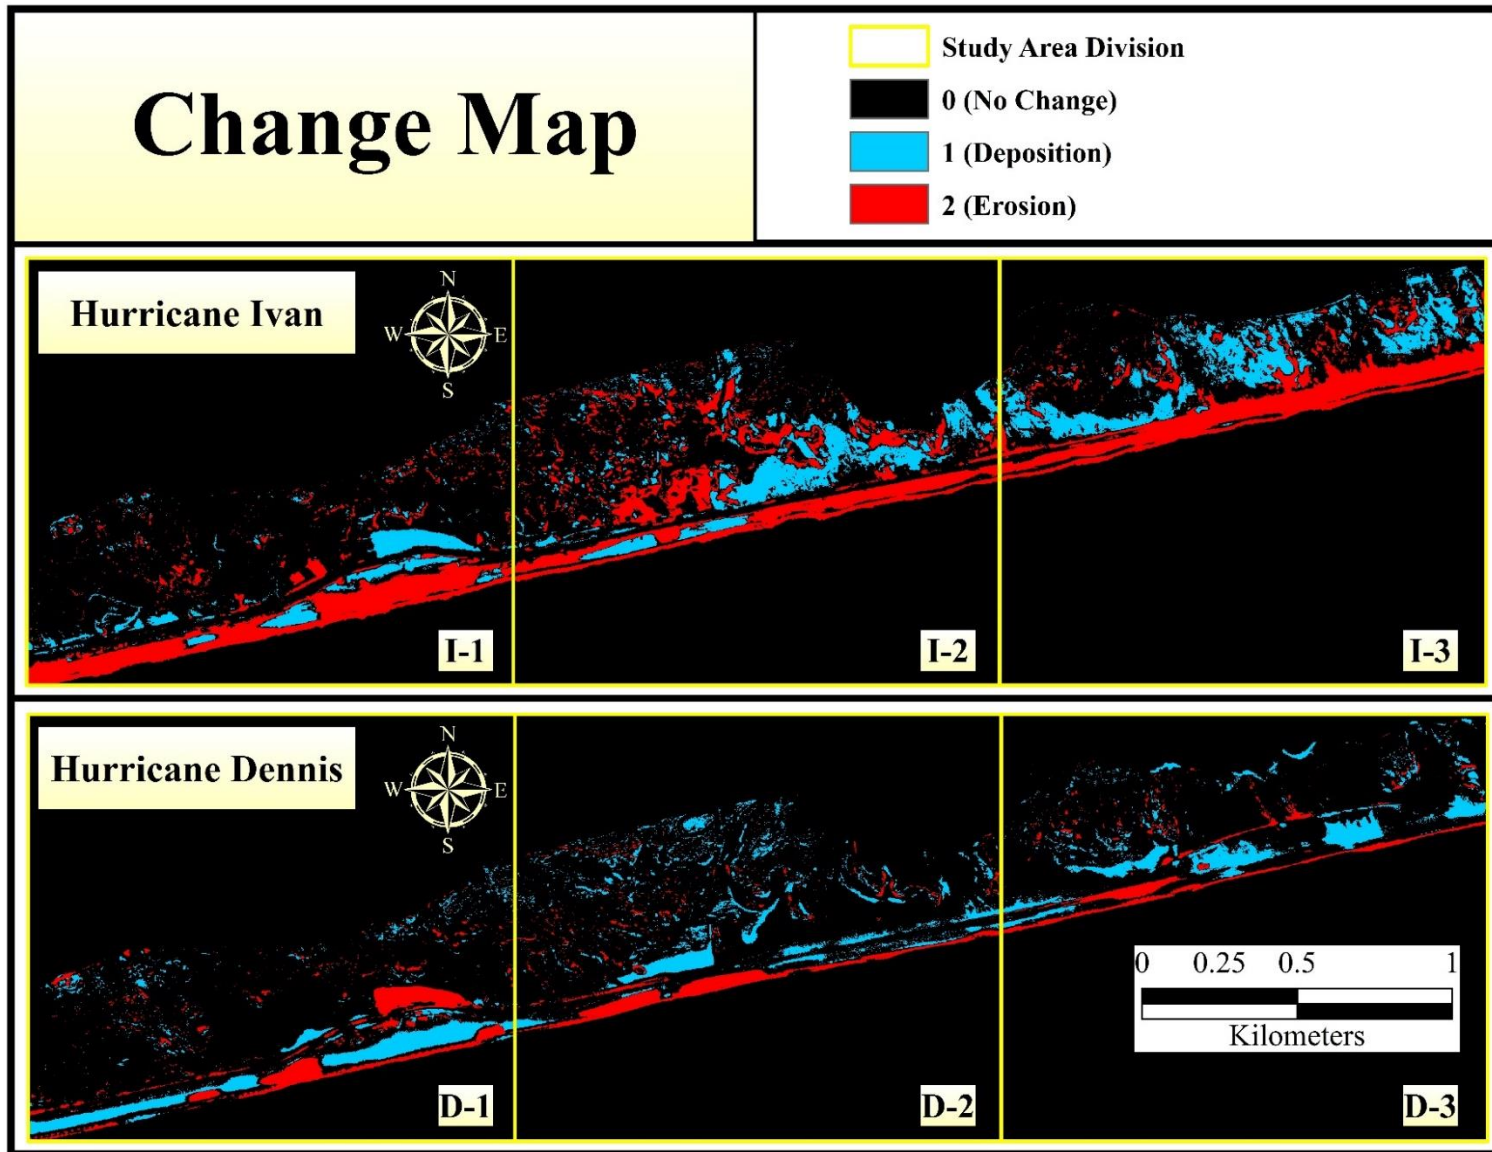 Change Map
Study Area Division
0 (No Change)
1 (Deposition)
2 (Erosion)
Hurricane Ivan
N
W E
S
I-1
I-2
I-3
Hurricane Dennis
N
W E
S
0 0.25 0.5 1
Kilometers
D-1
D-2
D-3